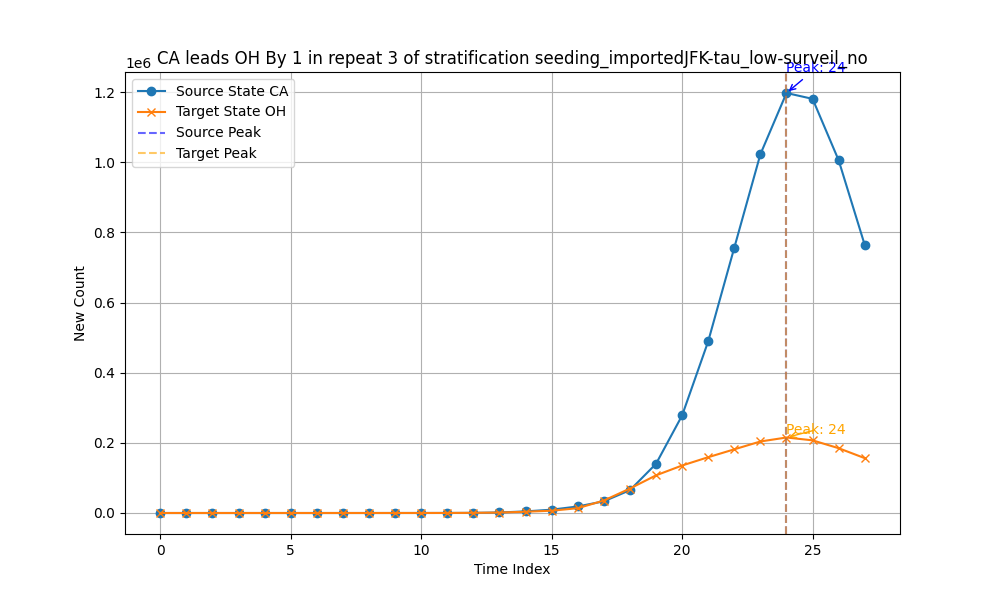 CA leads OH By 1 in repeat 3 of stratification seeding_importedJFK-tau_low-surveil_no
1e6
Peak: 24
Source State CA
Target State OH
Source Peak
Target Peak
1.2
1.0
0.8
0.6
0.4
0.2
0.0
New Count
Peak: 24
0
5
10
15
20
25
Time Index